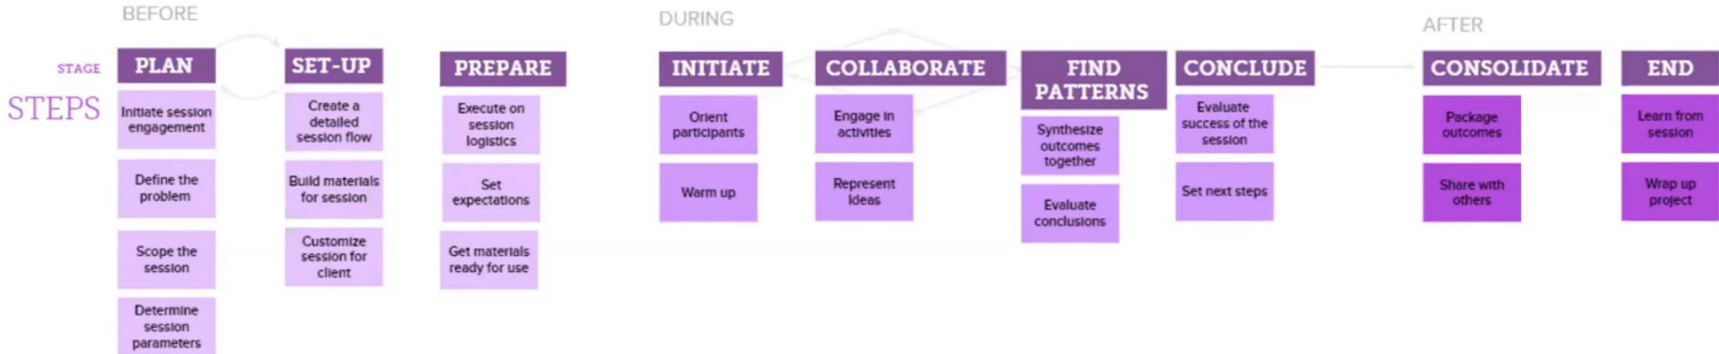 BEFORE
DURING
AFTER
STAGE
PLAN
SET-UP
PREPARE
INITIATE
COLLABORATE
FIND
PATTERNS
CONCLUDE
CONSOLIDATE
END
STEPS
Initiate session
engagement
Define the
problem
Scope the
session
Determine
session
parameters
Create a
detailed
session flow
Build materials
for session
Customize
session for
client
Execute on
session
logistics
Set
expectations
Get materials
ready for use
Orient
participants
Warm up
Engage in
activities
Represent
Ideas
Synthesize
outcomes
together
Evaluate
conclusions
Evaluate
success of the
session
Set next steps
Package
outcomes
Share with
others
Learn from
session
Wrap up
project